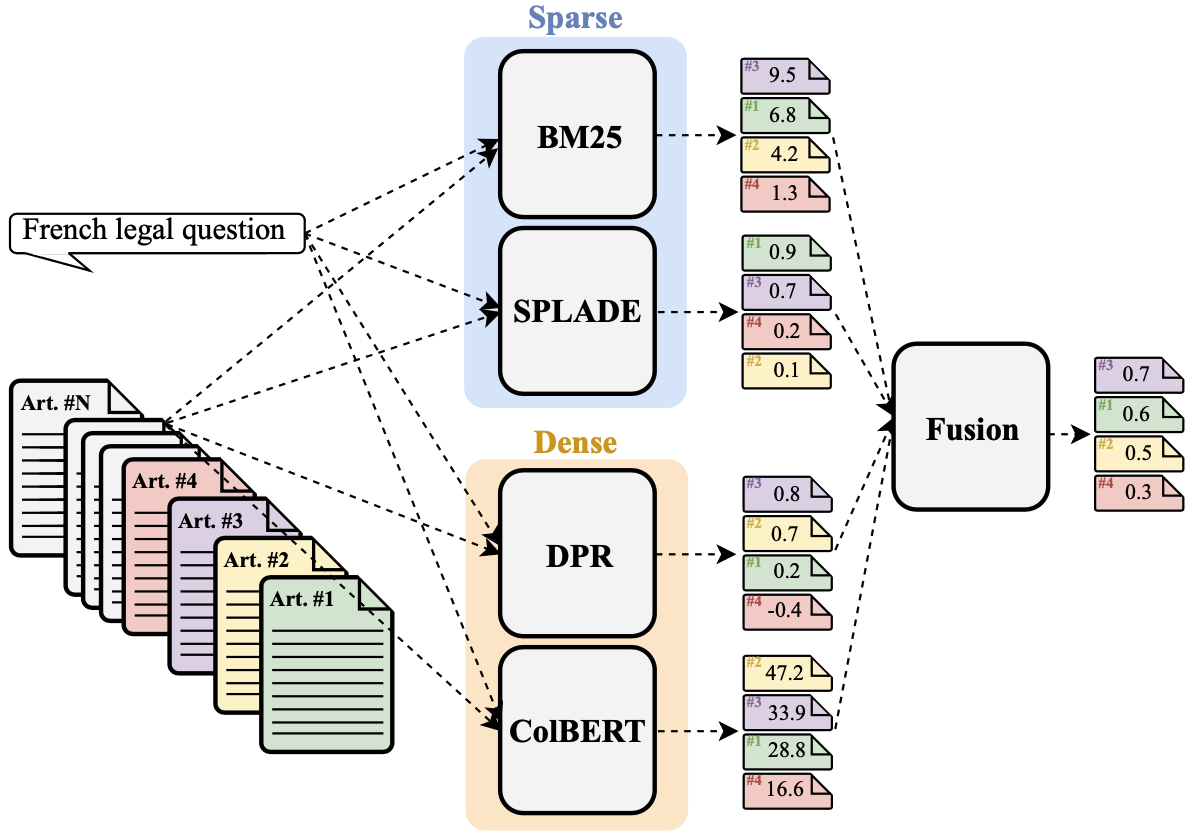 Sparse
BM25
#3 9.5
#1 6.8
#2 4.2
#4 1.3
French legal question
SPLADE
#1 0.9
#3 0.7
#4 0.2
#2 0.1
Art. #N
Art. #4
Art. #3
Art. #2
Art. #1
Dense
DPR
#3 0.8
#2 0.7
#1 0.2
#4 -0.4
ColBERT
#2 47.2
#3 33.9
#1 28.8
#4 16.6
Fusion
#3 0.7
#1 0.6
#2 0.5
#4 0.3